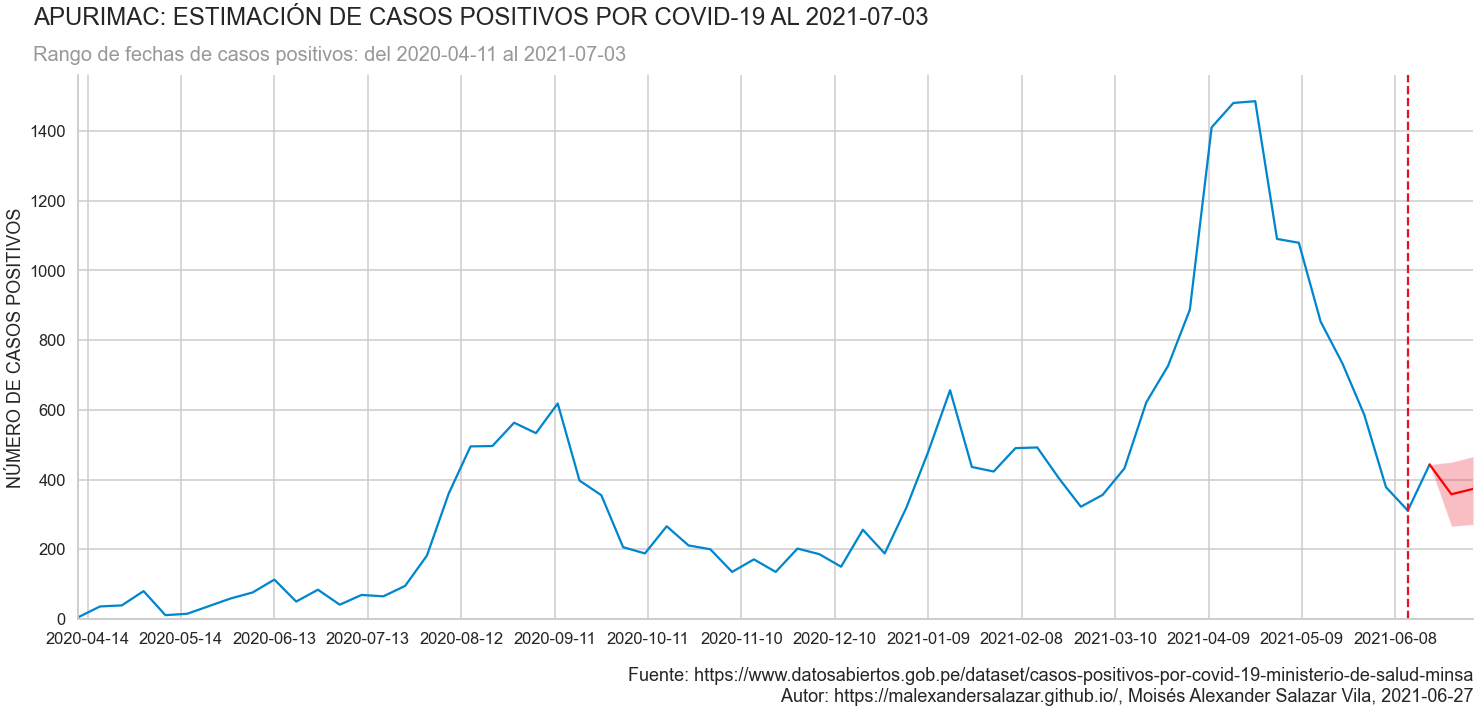 APURIMAC: ESTIMACIÓN DE CASOS POSITIVOS POR COVID-19 AL 2021-07-03
Rango de fechas de casos positivos: del 2020-04-11 al 2021-07-03
NÚMERO DE CASOS POSITIVOS
1400
1200
1000
800
600
400
200
0
2020-04-14 2020-05-14 2020-06-13 2020-07-13 2020-08-12 2020-09-11 2020-10-11 2020-11-10 2020-12-10 2021-01-09 2021-02-08 2021-03-10 2021-04-09 2021-05-09 2021-06-08
Fuente: https://www.datosabiertos.gob.pe/dataset/casos-positivos-por-covid-19-ministerio-de-salud-minsa
Autor: https://malexandersalazar.github.io/, Moisés Alexander Salazar Vila, 2021-06-27